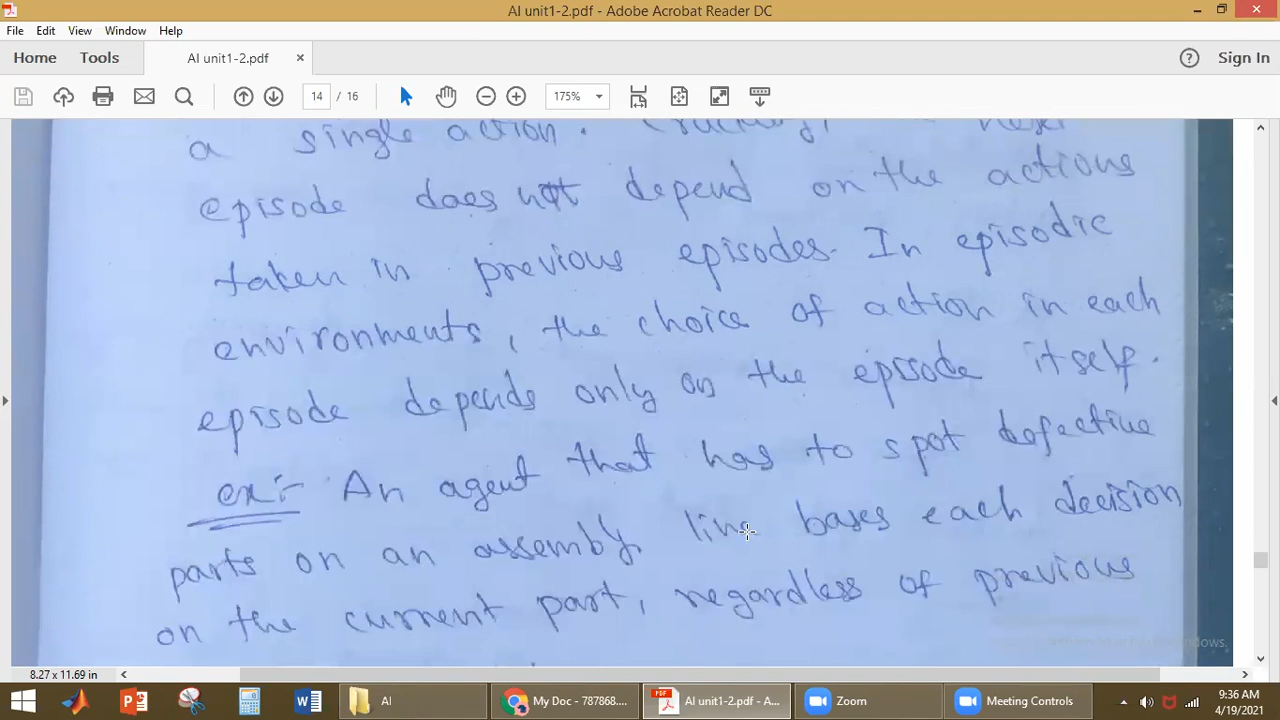 AI unit1-2.pdf - Adobe Acrobat Reader DC
File Edit View Window Help
Home Tools AI unit1-2.pdf × ? Sign In
14 / 16 175%
a single action.
episode does not depend on the actions
taken in previous episodes. In episodic
environments, the choice of action in each
episode depends only on the episode itself.
ex:- An agent that has to spot defective
parts on an assembly line bases each decision
on the current part, regardless of previous
8.27 x 11.69 in
AI My Doc - 787868.... AI unit1-2.pdf - A... Zoom Meeting Controls
9:36 AM
4/19/2021